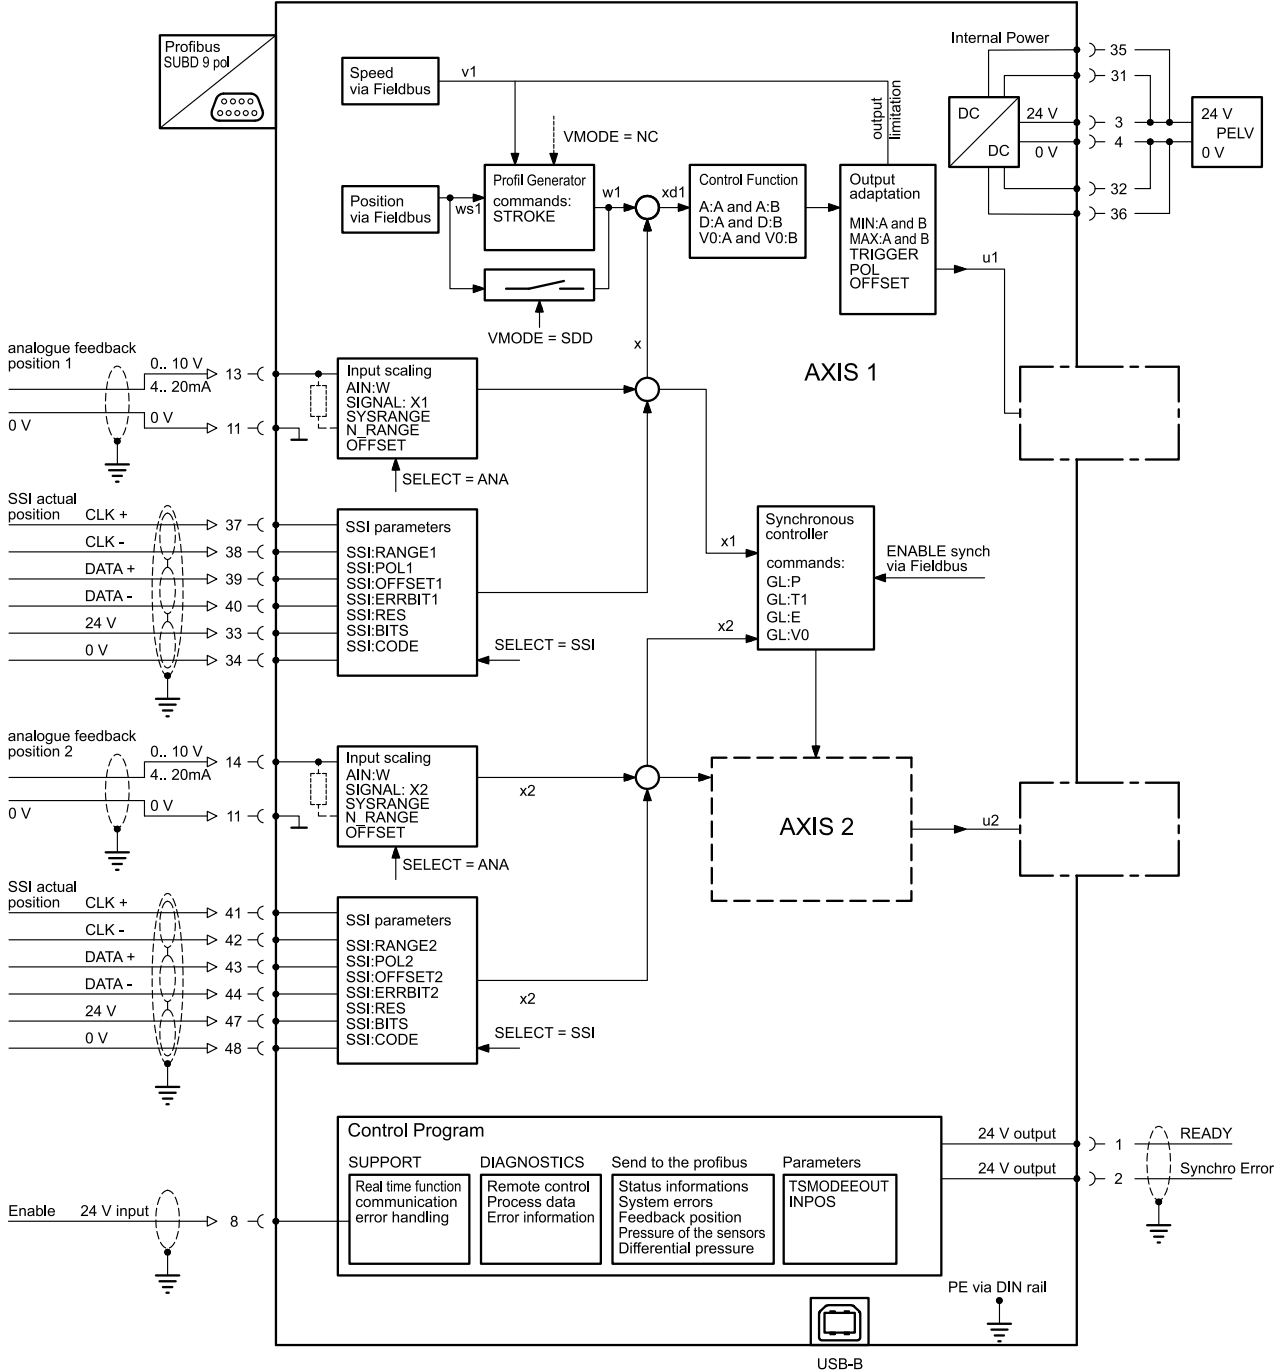 Profibus
SUBD 9 pol
Speed
via Fieldbus
v1
VMODE = NC
output
limitation
Internal Power
DC
DC
24 V
0 V
35
31
3
4
32
36
24 V
PELV
0 V
Position
via Fieldbus
ws1
Profil Generator
commands:
STROKE
w1
xd1
Control Function
A:A and A:B
D:A and D:B
V0:A and V0:B
Output
adaptation
MIN:A and B
MAX:A and B
TRIGGER
POL
OFFSET
u1
VMODE = SDD
x
AXIS 1
analogue feedback
position 1
0.. 10 V
4.. 20mA
0 V
0 V
13
11
Input scaling
AIN:W
SIGNAL: X1
SYSRANGE
N_RANGE
OFFSET
SELECT = ANA
SSI actual
position
CLK +
CLK -
DATA +
DATA -
24 V
0 V
37
38
39
40
33
34
SSI parameters
SSI:RANGE1
SSI:POL1
SSI:OFFSET1
SSI:ERRBIT1
SSI:RES
SSI:BITS
SSI:CODE
SELECT = SSI
x1
x2
Synchronous
controller
commands:
GL:P
GL:T1
GL:E
GL:V0
ENABLE synch
via Fieldbus
analogue feedback
position 2
0.. 10 V
4.. 20mA
0 V
0 V
14
11
Input scaling
AIN:W
SIGNAL: X2
SYSRANGE
N_RANGE
OFFSET
SELECT = ANA
x2
AXIS 2
u2
SSI actual
position
CLK +
CLK -
DATA +
DATA -
24 V
0 V
41
42
43
44
47
48
SSI parameters
SSI:RANGE2
SSI:POL2
SSI:OFFSET2
SSI:ERRBIT2
SSI:RES
SSI:BITS
SSI:CODE
x2
SELECT = SSI
Control Program
SUPPORT
Real time function
communication
error handling
DIAGNOSTICS
Remote control
Process data
Error information
Send to the profibus
Status informations
System errors
Feedback position
Pressure of the sensors
Differential pressure
Parameters
TSMODEEOUT
INPOS
24 V output
1
READY
24 V output
2
Synchro Error
Enable
24 V input
8
PE via DIN rail
USB-B